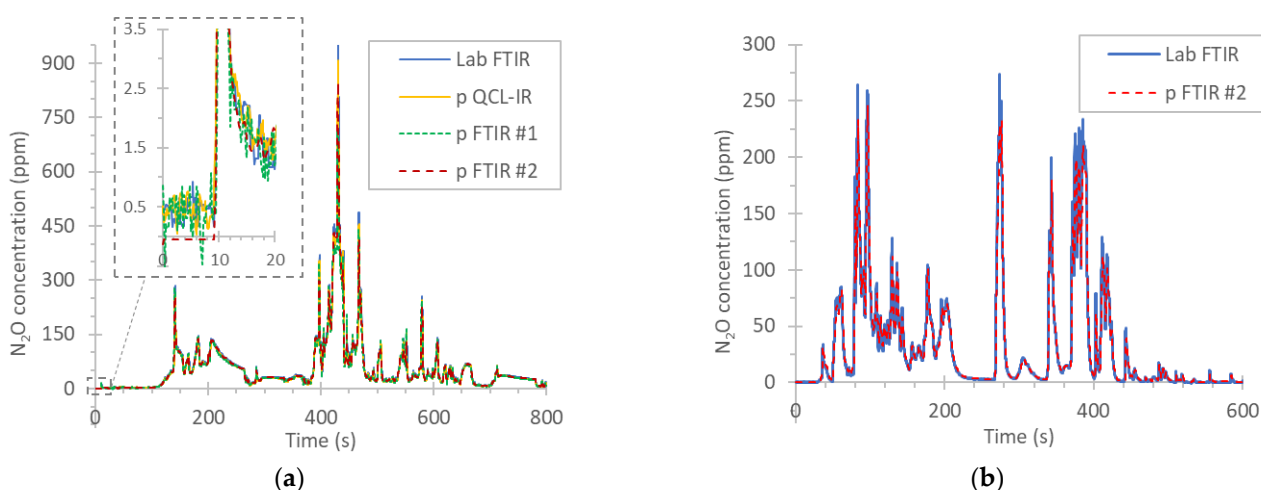 3.5
2.5
1.5
0.5
0 10 20
Lab FTIR
p QCL-IR
p FTIR #1
p FTIR #2
N₂O concentration (ppm)
900
750
600
450
300
150
0
0 200 400 600 800
Time (s)
(a)
Lab FTIR
p FTIR #2
N₂O concentration (ppm)
300
250
200
150
100
50
0
0 200 400 600
Time (s)
(b)